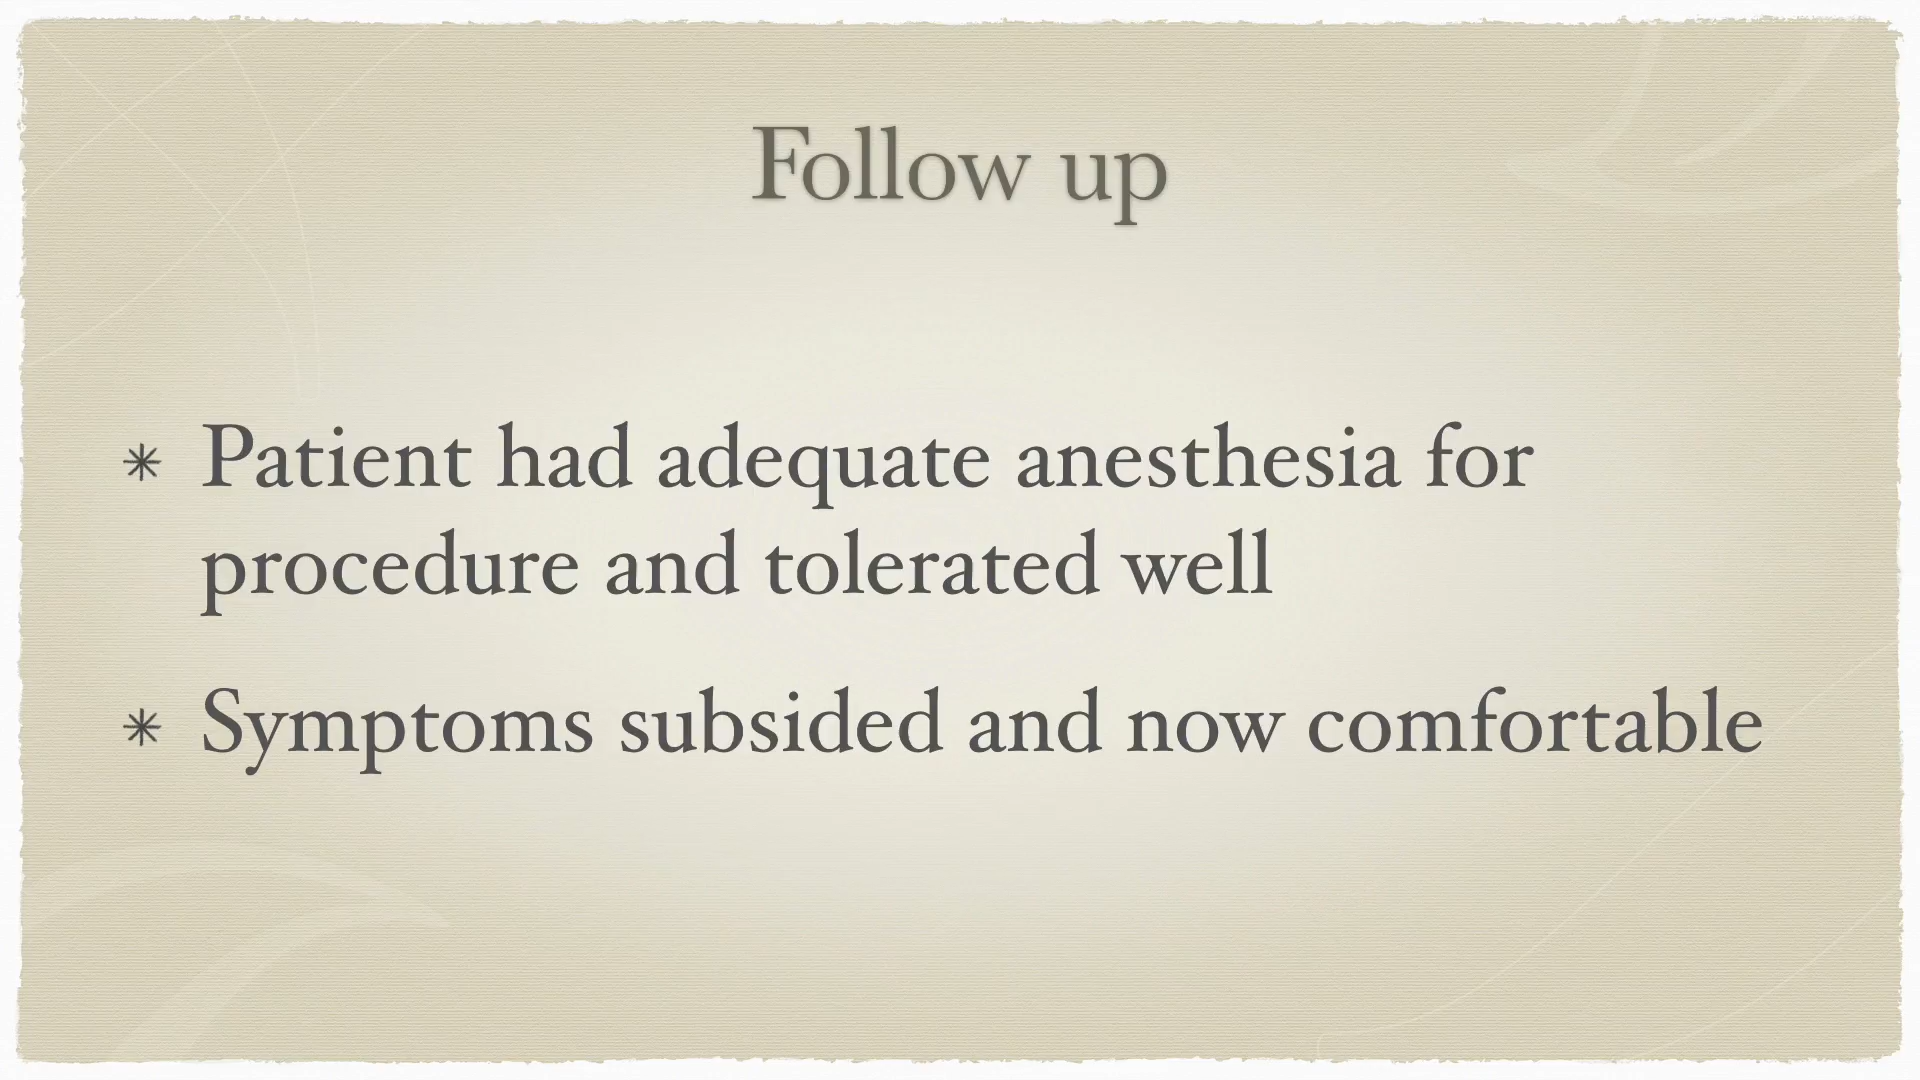 Follow up
Patient had adequate anesthesia for
procedure and tolerated well
Symptoms subsided and now comfortable